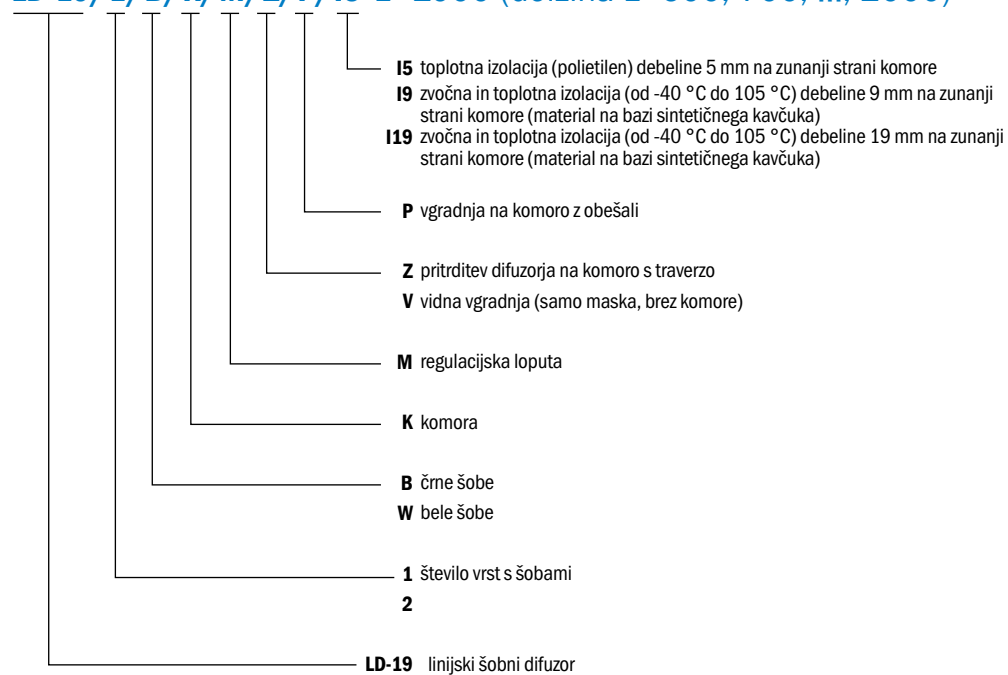 I5 toplotna izolacija (polietilen) debeline 5 mm na zunanji strani komore
I9 zvočna in toplotna izolacija (od -40 °C do 105 °C) debeline 9 mm na zunanji
strani komore (material na bazi sintetičnega kavčuka)
I19 zvočna in toplotna izolacija (od -40 °C do 105 °C) debeline 19 mm na zunanji
strani komore (material na bazi sintetičnega kavčuka)
P vgradnja na komoro z obešali
Z pritrditev difuzorja na komoro s traverzo
V vidna vgradnja (samo maska, brez komore)
M regulacijska loputa
K komora
B črne šobe
W bele šobe
1 število vrst s šobami
2
LD-19 linijski šobni difuzor